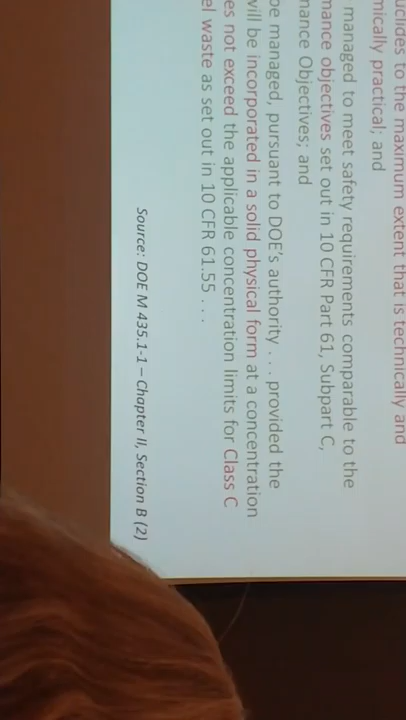 uclides to the maximum extent that is technically and
mically practical; and
managed to meet safety requirements comparable to the
mance objectives set out in 10 CFR Part 61, Subpart C,
mance Objectives; and
be managed, pursuant to DOE's authority . . . provided the
will be incorporated in a solid physical form at a concentration
es not exceed the applicable concentration limits for Class C
el waste as set out in 10 CFR 61.55 . . .
Source: DOE M 435.1-1 – Chapter II, Section B (2)